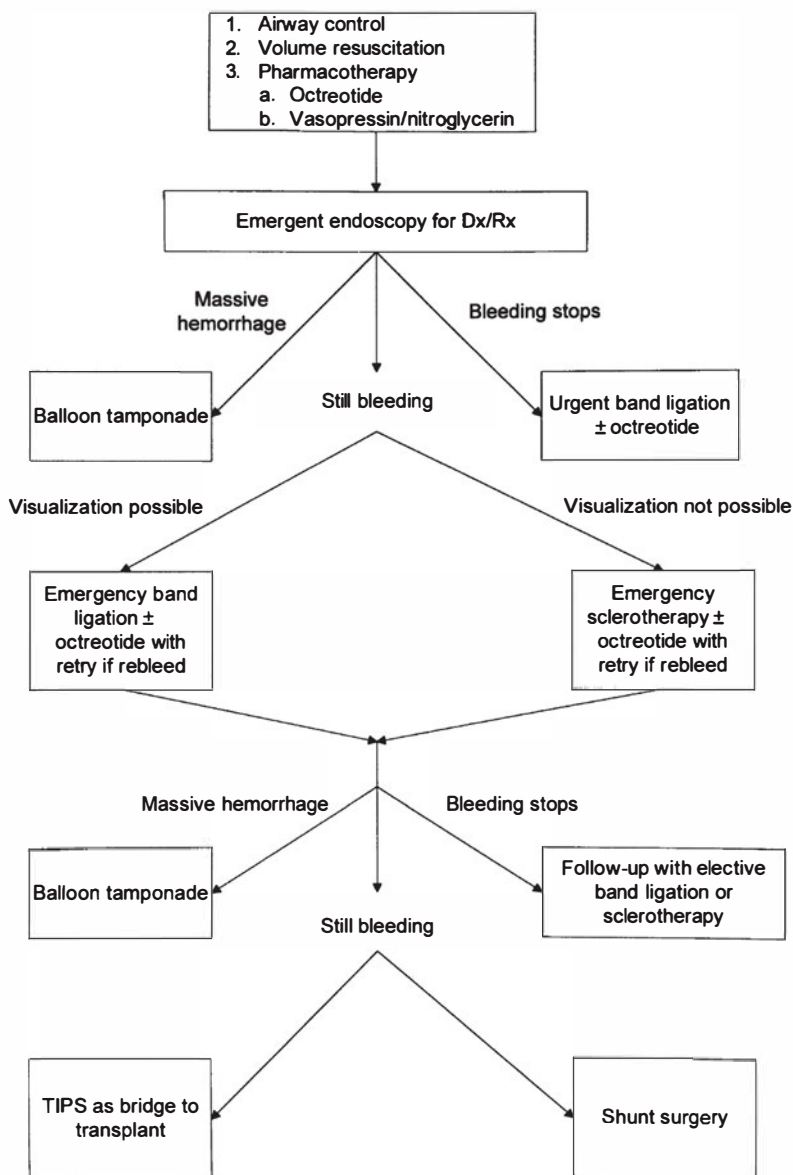 1. Airway control
2. Volume resuscitation
3. Pharmacotherapy
a. Octreotide
b. Vasopressin/nitroglycerin
Emergent endoscopy for Dx/Rx
Massive
hemorrhage
Bleeding stops
Balloon tamponade
Still bleeding
Urgent band ligation
± octreotide
Visualization possible
Visualization not possible
Emergency band
ligation ±
octreotide with
retry if rebleed
Emergency
sclerotherapy ±
octreotide with
retry if rebleed
Massive hemorrhage
Bleeding stops
Balloon tamponade
Still bleeding
Follow-up with elective
band ligation or
sclerotherapy
TIPS as bridge to
transplant
Shunt surgery